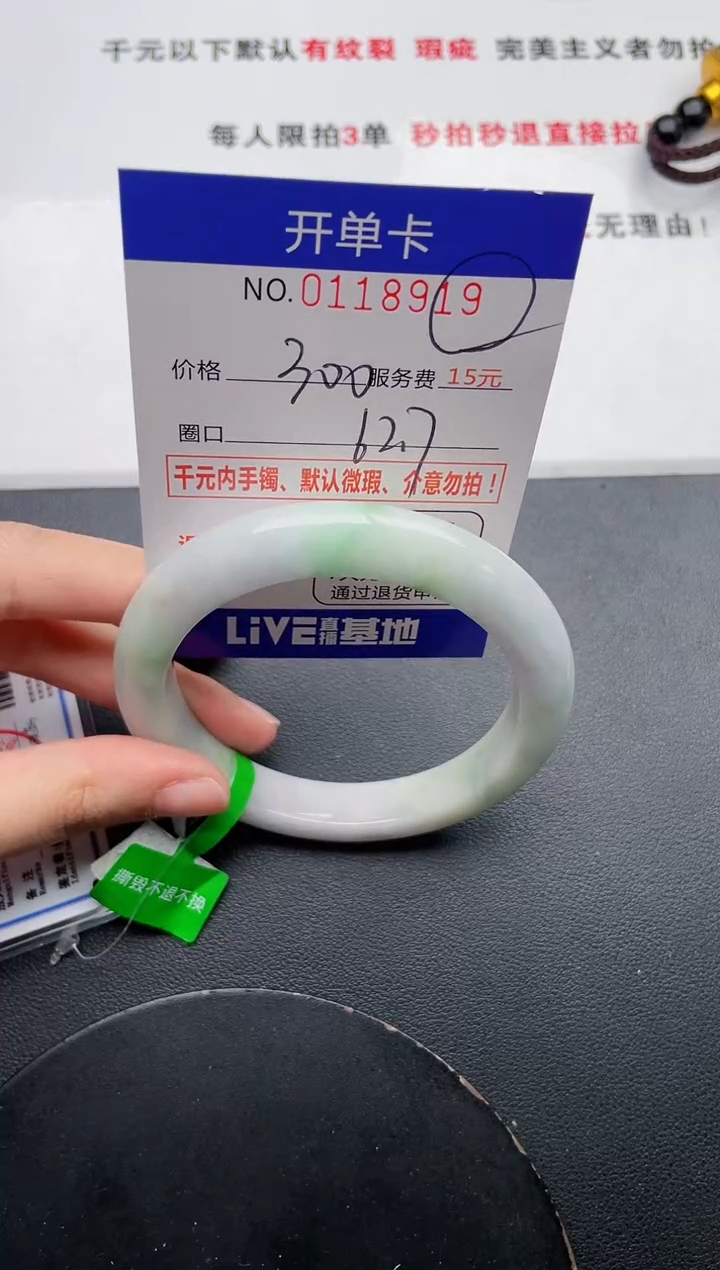 千元以下默认有纹裂 瑕疵 完美主义者勿拍
每人限拍3单 秒拍秒退直接拉
无理由!
开单卡
NO.0118919
价格 300 服务费 15元
圈口 62.7
千元内手镯、默认微瑕、介意勿拍!
通过退货
LiVE直播基地
撕毁不退不换